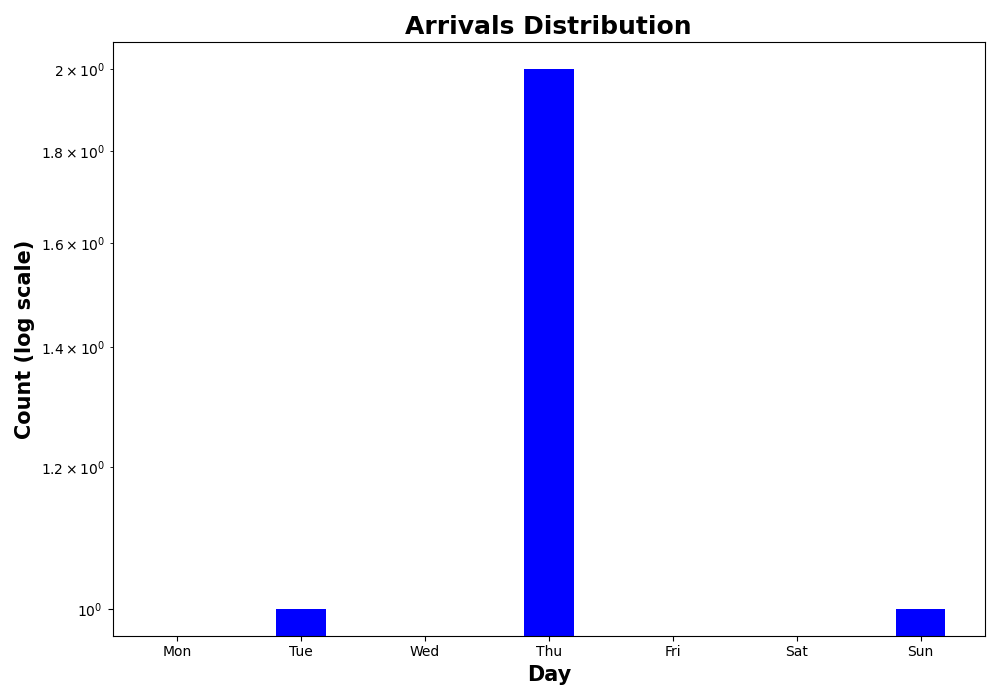 Arrivals Distribution
Count (log scale)
2 × 10⁰
1.8 × 10⁰
1.6 × 10⁰
1.4 × 10⁰
1.2 × 10⁰
10⁰
Mon Tue Wed Thu Fri Sat Sun
Day